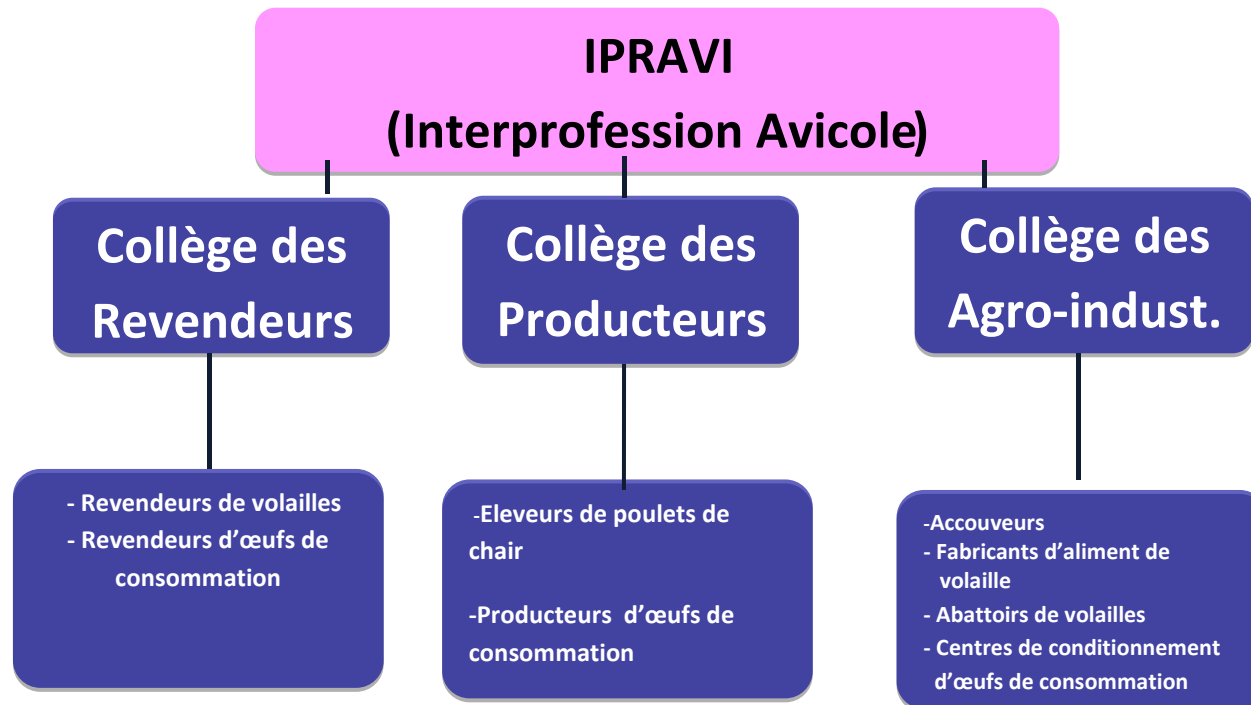 IPRAVI
(Interprofession Avicole)
Collège des
Revendeurs
Collège des
Producteurs
Collège des
Agro-indust.
- Revendeurs de volailles
- Revendeurs d’œufs de
consommation
-Eleveurs de poulets de
chair
-Producteurs d’œufs de
consommation
-Accouveurs
- Fabricants d’aliment de
volaille
- Abattoirs de volailles
- Centres de conditionnement
d’œufs de consommation